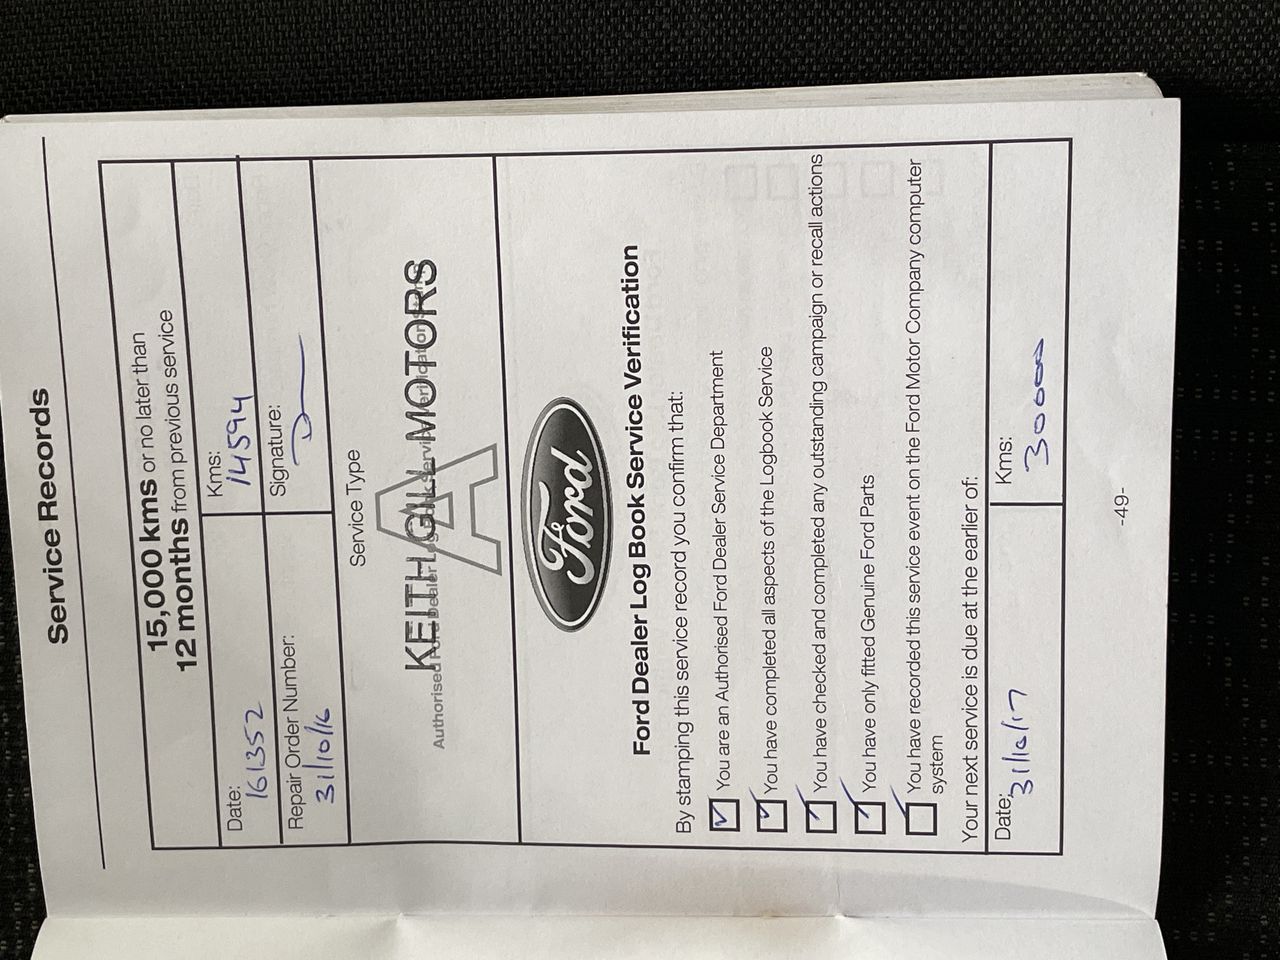 Service Records
15,000 kms or no later than
12 months from previous service
Date:
161352
Kms:
14594
Repair Order Number:
31/10/16
Signature:
Service Type
A
KEITH GILL MOTORS
Authorised Ford Dealer
Ford
Ford Dealer Log Book Service Verification
By stamping this service record you confirm that:
You are an Authorised Ford Dealer Service Department
You have completed all aspects of the Logbook Service
You have checked and completed any outstanding campaign or recall actions
You have only fitted Genuine Ford Parts
You have recorded this service event on the Ford Motor Company computer
system
Your next service is due at the earlier of:
Date:
31/10/17
Kms:
30000
-49-